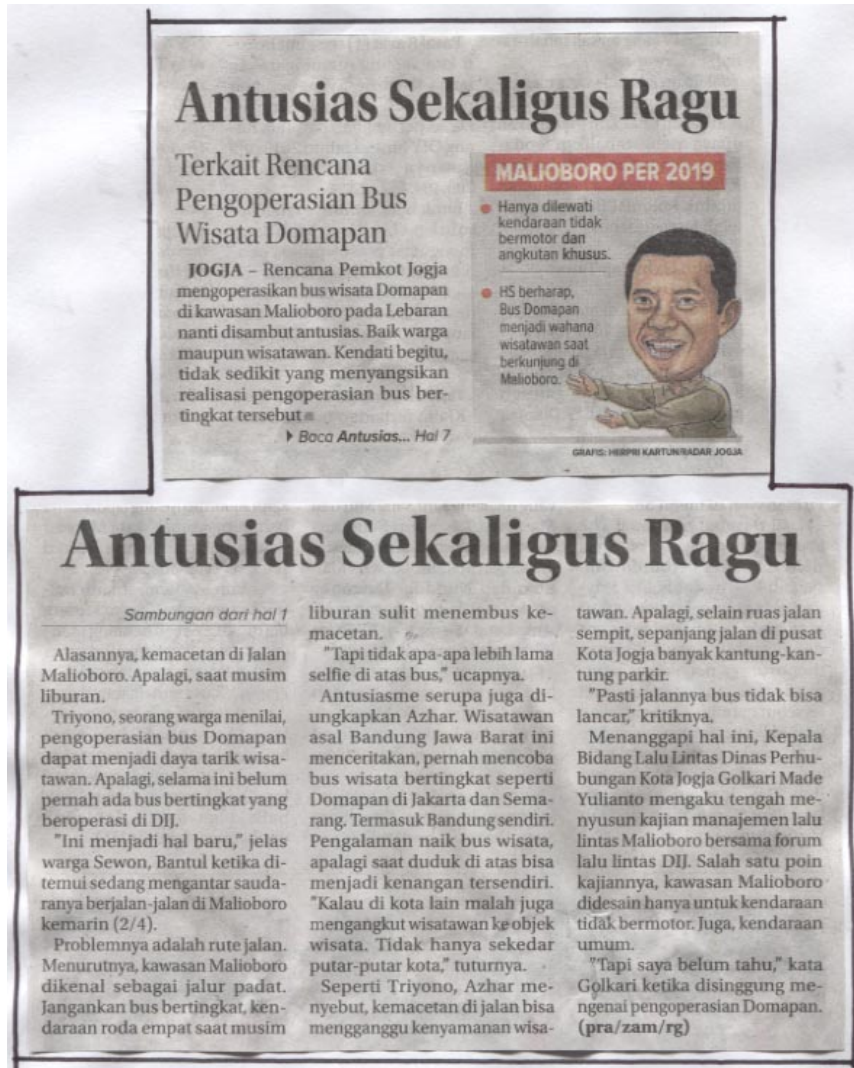 Antusias Sekaligus Ragu
Terkait Rencana
Pengoperasian Bus
Wisata Domapan
JOGJA – Rencana Pemkot Jogja
mengoperasikan bus wisata Domapan
di kawasan Malioboro pada Lebaran
nanti disambut antusias. Baik warga
maupun wisatawan. Kendati begitu,
tidak sedikit yang menyangsikan
realisasi pengoperasian bus ber-
tingkat tersebut
Baca Antusias... Hal 7
MALIOBORO PER 2019
Hanya dilewati
kendaraan tidak
bermotor dan
angkutan khusus.
HS berharap,
Bus Domapan
menjadi wahana
wisatawan saat
berkunjung di
Malioboro.
GRAFIS: HERPRI KARTUN/RADAR JOGJA
Antusias Sekaligus Ragu
Sambungan dari hal 1
Alasannya, kemacetan di Jalan
Malioboro. Apalagi, saat musim
liburan.
Triyono, seorang warga menilai,
pengoperasian bus Domapan
dapat menjadi daya tarik wisa-
tawan. Apalagi, selama ini belum
pernah ada bus bertingkat yang
beroperasi di DIJ.
"Ini menjadi hal baru," jelas
warga Sewon, Bantul ketika di-
temui sedang mengantar sauda-
ranya berjalan-jalan di Malioboro
kemarin (2/4).
Problemnya adalah rute jalan.
Menurutnya, kawasan Malioboro
dikenal sebagai jalur padat.
Jangankan bus bertingkat, ken-
daraan roda empat saat musim
liburan sulit menembus ke-
macetan.
"Tapi tidak apa-apa lebih lama
selfie di atas bus," ucapnya.
Antusiasme serupa juga di-
ungkapkan Azhar. Wisatawan
asal Bandung Jawa Barat ini
menceritakan, pernah mencoba
bus wisata bertingkat seperti
Domapan di Jakarta dan Sema-
rang. Termasuk Bandung sendiri.
Pengalaman naik bus wisata,
apalagi saat duduk di atas bisa
menjadi kenangan tersendiri.
"Kalau di kota lain malah juga
mengangkut wisatawan ke objek
wisata. Tidak hanya sekedar
putar-putar kota," tuturnya.
Seperti Triyono, Azhar me-
nyebut, kemacetan di jalan bisa
mengganggu kenyamanan wisa-
tawan. Apalagi, selain ruas jalan
sempit, sepanjang jalan di pusat
Kota Jogja banyak kantung-kan-
tung parkir.
"Pasti jalannya bus tidak bisa
lancar," kritiknya.
Menanggapi hal ini, Kepala
Bidang Lalu Lintas Dinas Perhu-
bungan Kota Jogja Golkari Made
Yulianto mengaku tengah me-
nyusun kajian manajemen lalu
lintas Malioboro bersama forum
lalu lintas DIJ. Salah satu poin
kajiannya, kawasan Malioboro
didesain hanya untuk kendaraan
tidak bermotor. Juga, kendaraan
umum.
"Tapi saya belum tahu," kata
Golkari ketika disinggung me-
ngenai pengoperasian Domapan.
(pra/zam/rg)